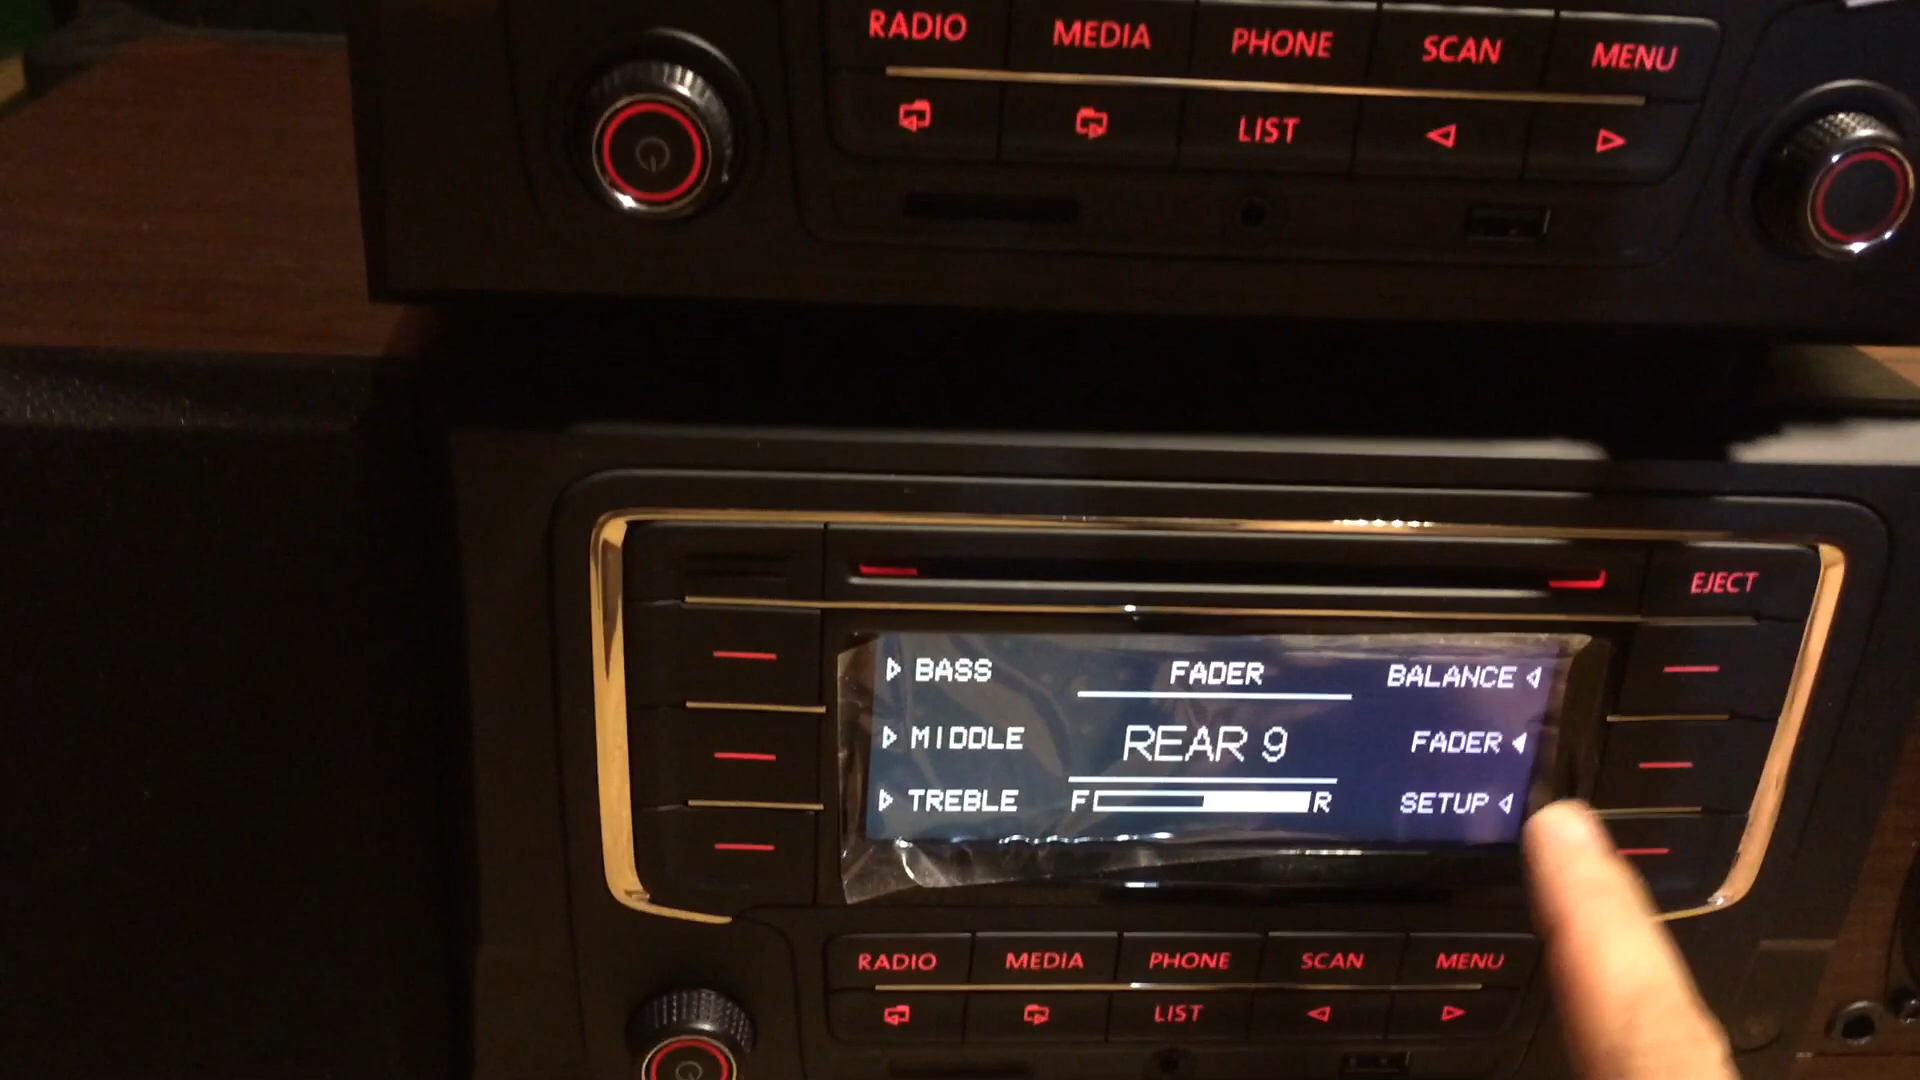 RADIO MEDIA PHONE SCAN MENU
LIST
EJECT
BASS FADER BALANCE
MIDDLE REAR 9 FADER
TREBLE F R SETUP
RADIO MEDIA PHONE SCAN MENU
LIST